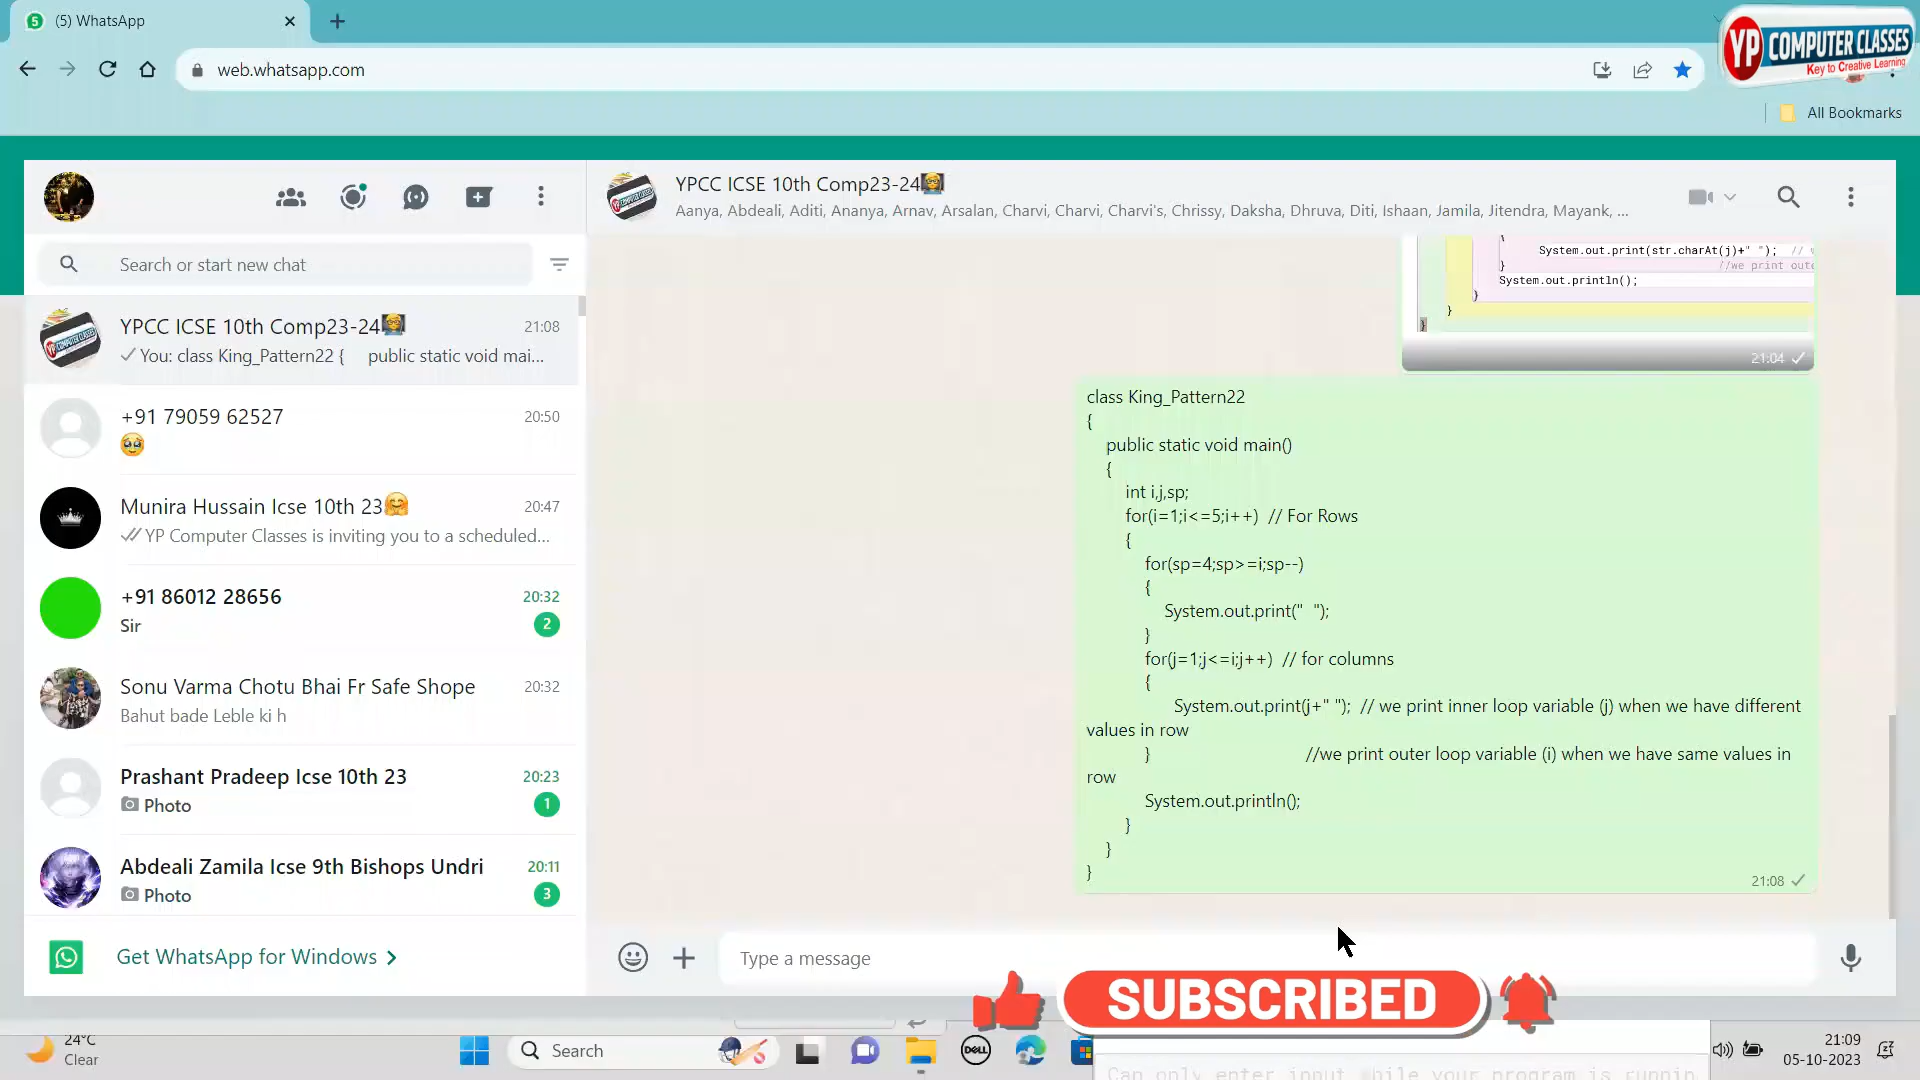 (5) WhatsApp
web.whatsapp.com
YP COMPUTER CLASSES
Key to Creative Learning
All Bookmarks
YPCC ICSE 10th Comp23-24
Aanya, Abdeali, Aditi, Ananya, Arnav, Arsalan, Charvi, Charvi, Charvi's, Chrissy, Daksha, Dhruva, Diti, Ishaan, Jamila, Jitendra, Mayank, ...
Search or start new chat
YPCC ICSE 10th Comp23-24 21:08
You: class King_Pattern22 { public static void mai...
+91 79059 62527 20:50
Munira Hussain Icse 10th 23 20:47
YP Computer Classes is inviting you to a scheduled...
+91 86012 28656 20:32
Sir 2
Sonu Varma Chotu Bhai Fr Safe Shope 20:32
Bahut bade Leble ki h
Prashant Pradeep Icse 10th 23 20:23
Photo 1
Abdeali Zamila Icse 9th Bishops Undri 20:11
Photo 3
Get WhatsApp for Windows
{
System.out.print(str.charAt(j)+" "); //
} //we print oute
System.out.println();
}
}
}
21:04
class King_Pattern22
{
public static void main()
{
int i,j,sp;
for(i=1;i<=5;i++) // For Rows
{
for(sp=4;sp>=i;sp--)
{
System.out.print("  ");
}
for(j=1;j<=i;j++) // for columns
{
System.out.print(j+" "); // we print inner loop variable (j) when we have different
values in row
} //we print outer loop variable (i) when we have same values in
row
System.out.println();
}
}
}
21:08
Type a message
SUBSCRIBED
24°C
Clear
Search
DELL
21:09
05-10-2023
Can only enter input while your program is runnin